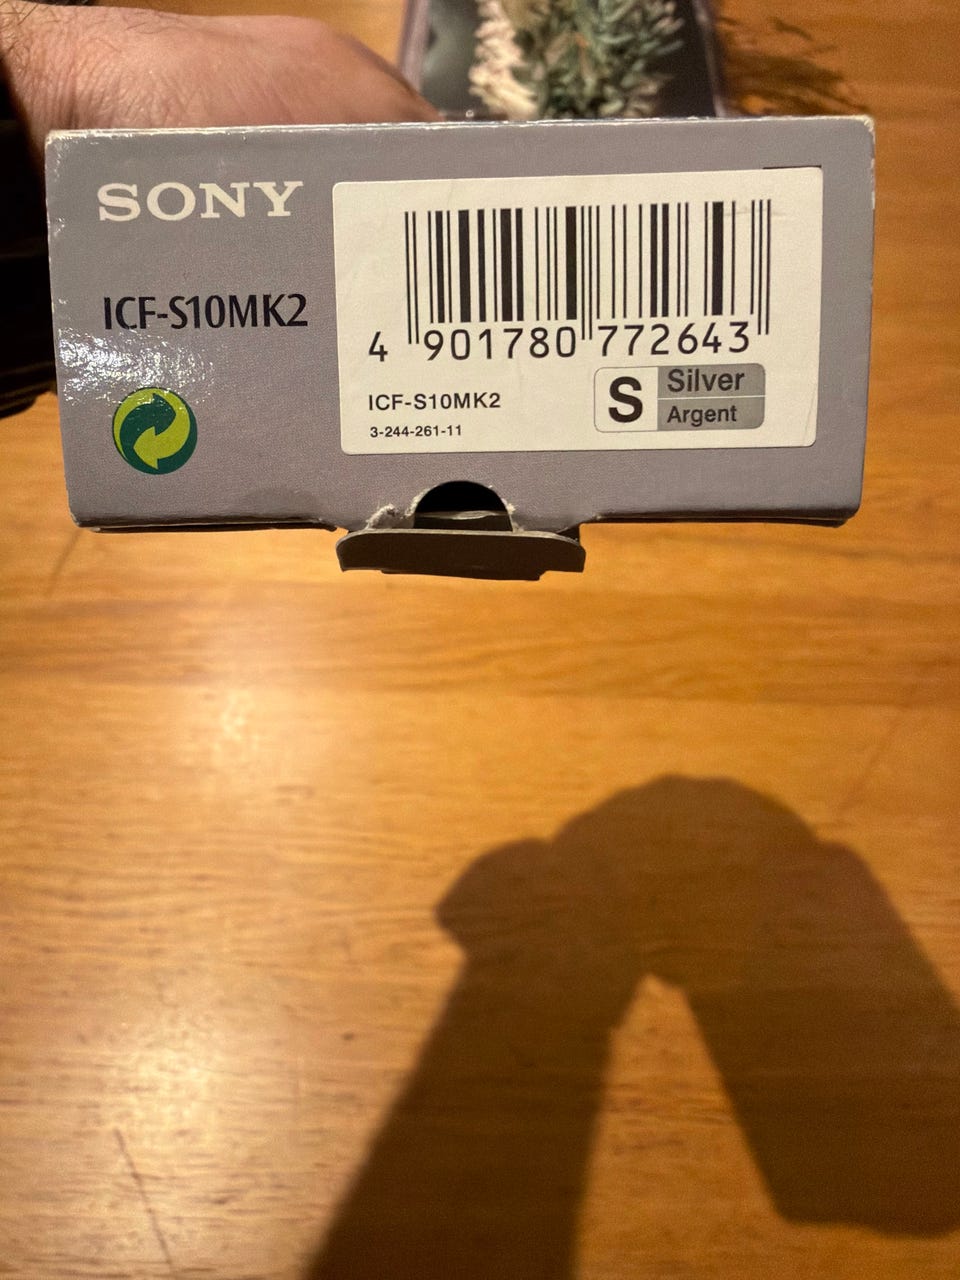 SONY
ICF-S10MK2
4 901780 772643
ICF-S10MK2
3-244-261-11
S Silver
Argent